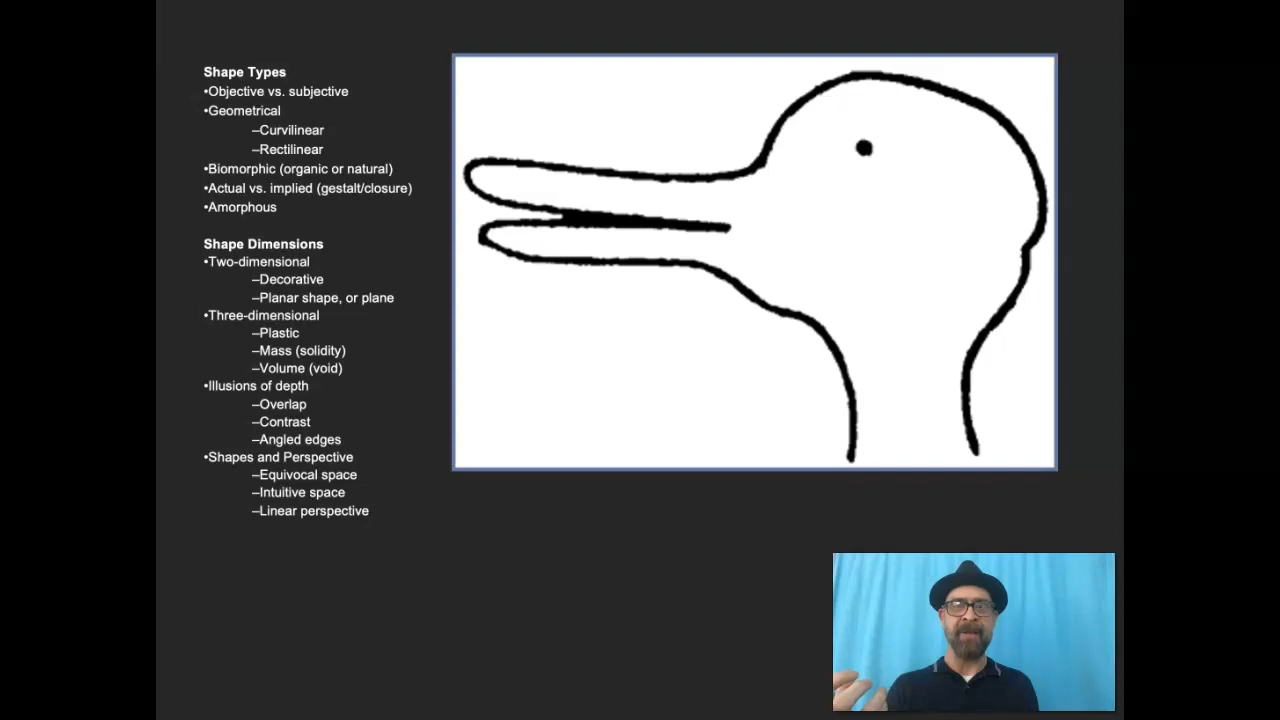 Shape Types
•Objective vs. subjective
•Geometrical
–Curvilinear
–Rectilinear
•Biomorphic (organic or natural)
•Actual vs. implied (gestalt/closure)
•Amorphous
Shape Dimensions
•Two-dimensional
–Decorative
–Planar shape, or plane
•Three-dimensional
–Plastic
–Mass (solidity)
–Volume (void)
•Illusions of depth
–Overlap
–Contrast
–Angled edges
•Shapes and Perspective
–Equivocal space
–Intuitive space
–Linear perspective